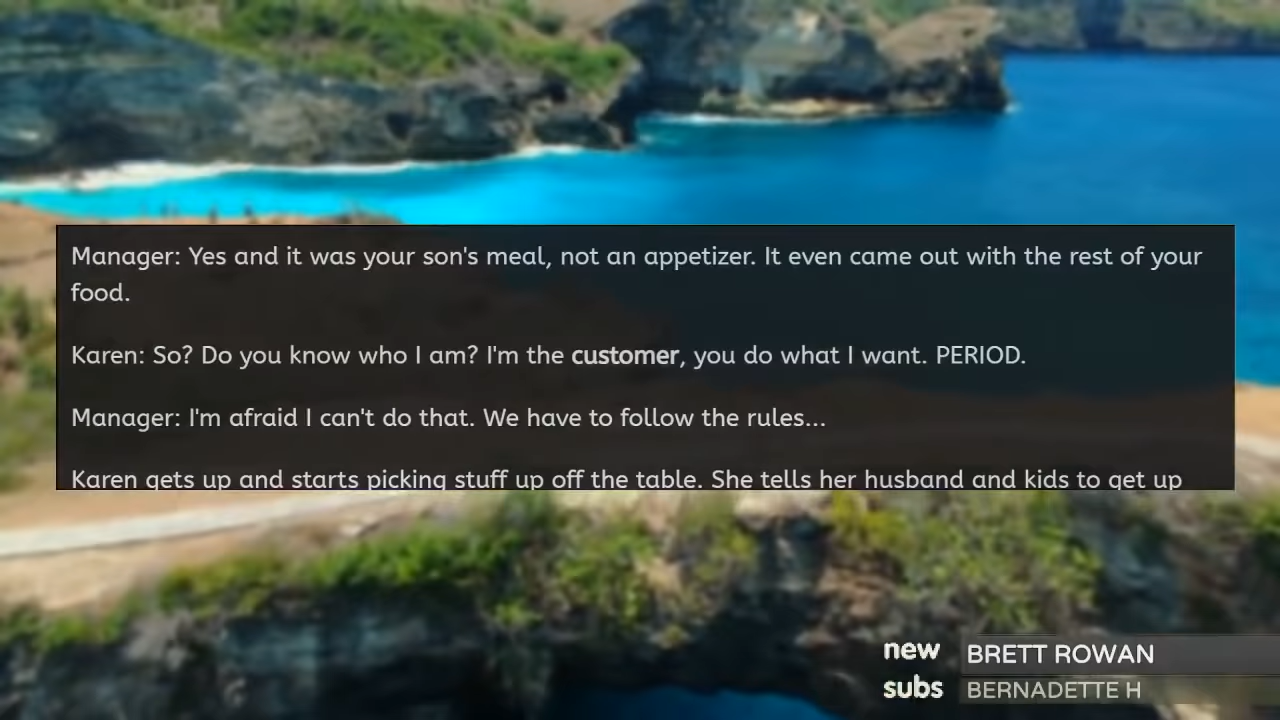 Manager: Yes and it was your son's meal, not an appetizer. It even came out with the rest of your
food.
Karen: So? Do you know who I am? I'm the customer, you do what I want. PERIOD.
Manager: I'm afraid I can't do that. We have to follow the rules...
Karen gets up and starts picking stuff up off the table. She tells her husband and kids to get up
new
BRETT ROWAN
subs
BERNADETTE H